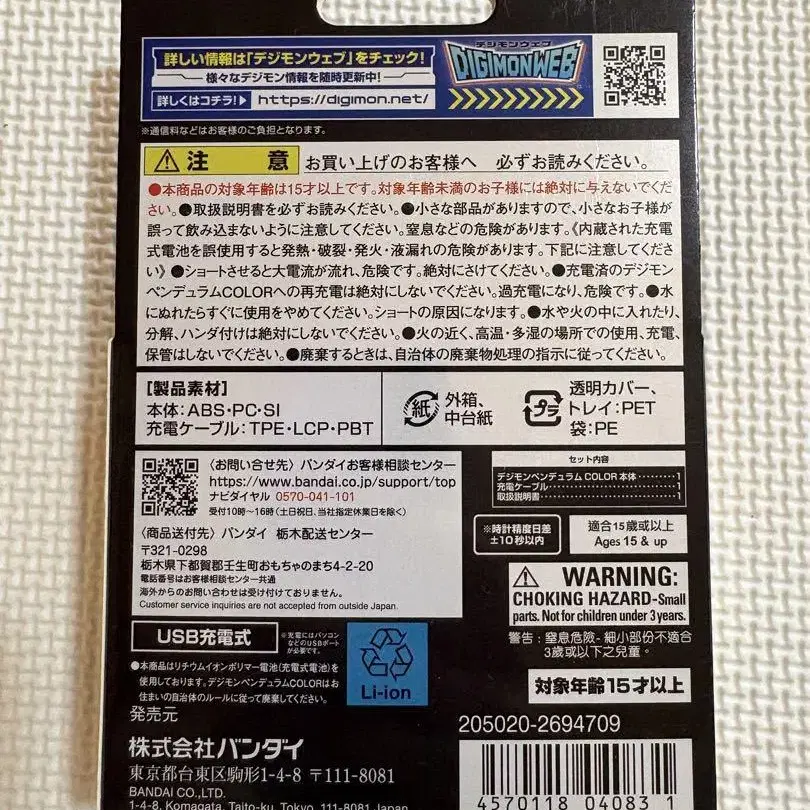 詳しい情報は「デジモンウェブ」をチェック!
様々なデジモン情報を随時更新中!
詳しくはコチラ! https://digimon.net/
デジモンウェブ
DIGIMONWEB
※通信料などはお客様のご負担となります。
注意 お買い上げのお客様へ 必ずお読みください。
●本商品の対象年齢は15才以上です。対象年齢未満のお子様には絶対に与えないでくだ
さい。●取扱説明書を必ずお読みください。●小さな部品がありますので、小さなお子様が
誤って飲み込まないように注意してください。窒息などの危険があります。《内蔵された充電
式電池を誤使用すると発熱・破裂・発火・液漏れの危険があります。下記に注意してくださ
い》●ショートさせると大電流が流れ、危険です。絶対にさけてください。●充電済のデジモン
ペンデュラムCOLORへの再充電は絶対にしないでください。過充電になり、危険です。●水
にぬれたらすぐに使用をやめてください。ショートの原因になります。●水や火の中に入れたり、
分解、ハンダ付けは絶対にしないでください。●火の近く、高温・多湿の場所での使用、充電、
保管はしないでください。●廃棄するときは、自治体の廃棄物処理の指示に従ってください。
【製品素材】
本体:ABS・PC・SI
充電ケーブル:TPE・LCP・PBT
紙
外箱、
中台紙
プラ
透明カバー、
トレイ:PET
袋:PE
〈お問い合せ先〉バンダイお客様相談センター
https://www.bandai.co.jp/support/top
ナビダイヤル 0570-041-101
受付10時〜16時(土日祝日、当社指定休業日を除く)
〈商品送付先〉バンダイ 栃木配送センター
〒321-0298
栃木県下都賀郡壬生町おもちゃのまち4-2-20
電話番号はお客様相談センター共通
海外からのお問い合わせは受け付けておりません。
Customer service inquiries are not accepted from outside Japan.
セット内容
デジモンペンデュラム COLOR 本体 1
充電ケーブル 1
取扱説明書 1
※時計精度日差
±10秒以内
適合15歲或以上
Ages 15 & up
WARNING:
CHOKING HAZARD-Small
parts. Not for children under 3 years.
警告:窒息危險-細小部份不適合
3歲或以下之兒童。
対象年齢15才以上
USB充電式
※充電にはパソコン
などのUSBポート
が必要です。
●本商品はリチウムイオンポリマー電池(充電式電池)を
使用しております。デジモンペンデュラムCOLORはお
住まいの自治体のルールに従って廃棄してください。
Li-ion
発売元
株式会社バンダイ
東京都台東区駒形1-4-8 〒111-8081
BANDAI CO.,LTD.
1-4-8, Komagata, Taito-ku, Tokyo, 111-8081
205020-2694709
4570118 04083 1